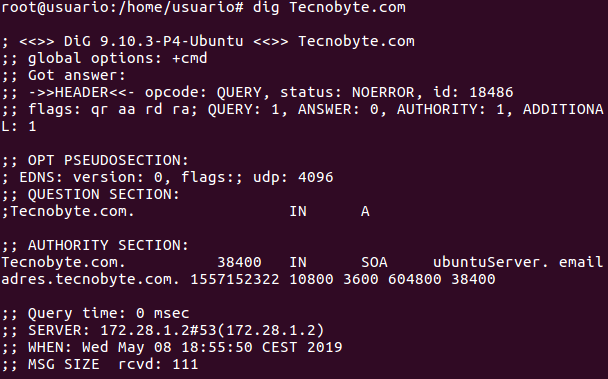 root@usuario:/home/usuario# dig Tecnobyte.com
; <<>> DiG 9.10.3-P4-Ubuntu <<>> Tecnobyte.com
;; global options: +cmd
;; Got answer:
;; ->>HEADER<<- opcode: QUERY, status: NOERROR, id: 18486
;; flags: qr aa rd ra; QUERY: 1, ANSWER: 0, AUTHORITY: 1, ADDITIONA
L: 1
;; OPT PSEUDOSECTION:
; EDNS: version: 0, flags:; udp: 4096
;; QUESTION SECTION:
;Tecnobyte.com. IN A
;; AUTHORITY SECTION:
Tecnobyte.com. 38400 IN SOA ubuntuServer. email
adres.tecnobyte.com. 1557152322 10800 3600 604800 38400
;; Query time: 0 msec
;; SERVER: 172.28.1.2#53(172.28.1.2)
;; WHEN: Wed May 08 18:55:50 CEST 2019
;; MSG SIZE rcvd: 111